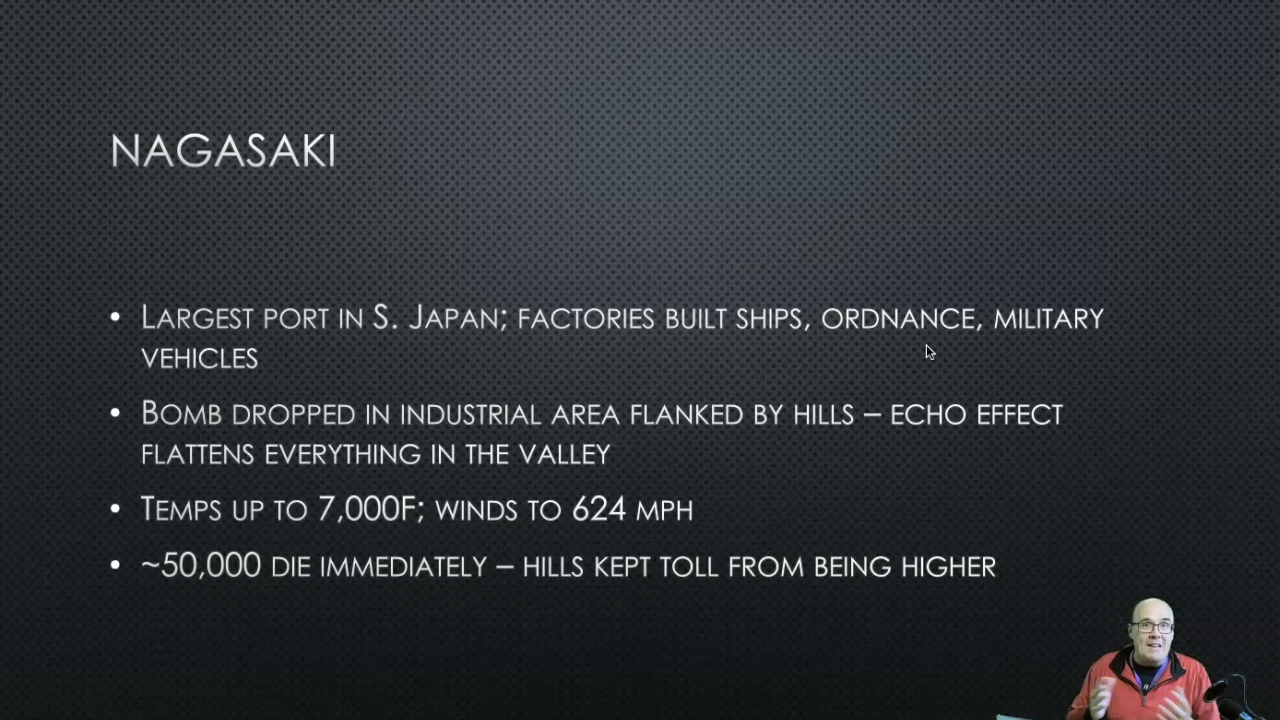 NAGASAKI
• LARGEST PORT IN S. JAPAN; FACTORIES BUILT SHIPS, ORDNANCE, MILITARY
VEHICLES
• BOMB DROPPED IN INDUSTRIAL AREA FLANKED BY HILLS – ECHO EFFECT
FLATTENS EVERYTHING IN THE VALLEY
• TEMPS UP TO 7,000F; WINDS TO 624 MPH
• ~50,000 DIE IMMEDIATELY – HILLS KEPT TOLL FROM BEING HIGHER